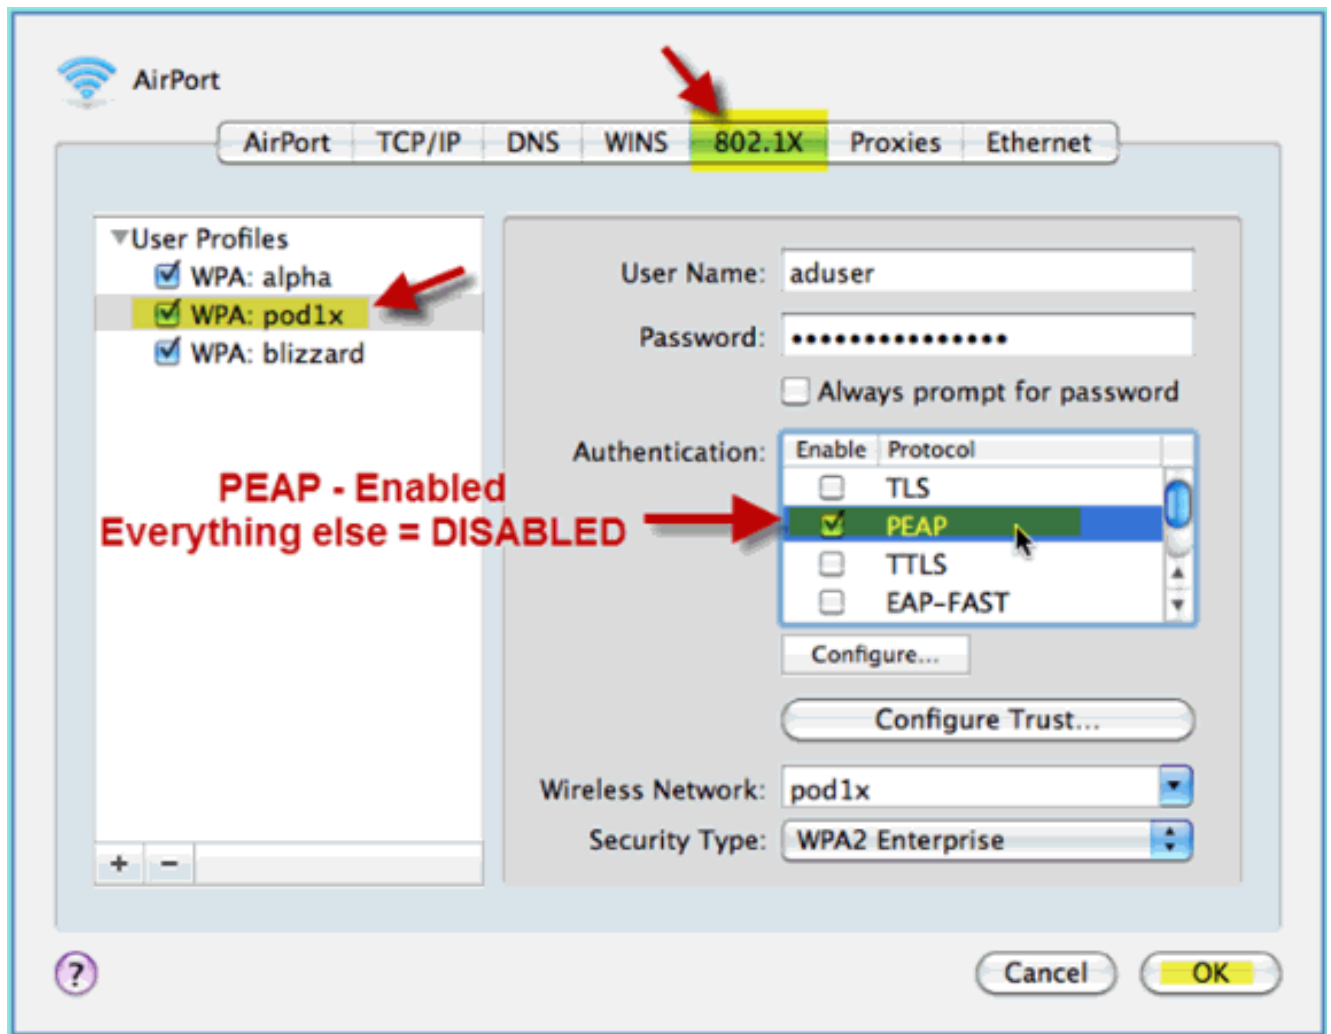 AirPort
AirPort TCP/IP DNS WINS 802.1X Proxies Ethernet
User Profiles
WPA: alpha
WPA: pod1x
WPA: blizzard
PEAP - Enabled
Everything else = DISABLED
User Name: aduser
Password: •••••••••••••••
Always prompt for password
Authentication:
Enable Protocol
TLS
PEAP
TTLS
EAP-FAST
Configure...
Configure Trust...
Wireless Network: pod1x
Security Type: WPA2 Enterprise
+ −
?
Cancel OK